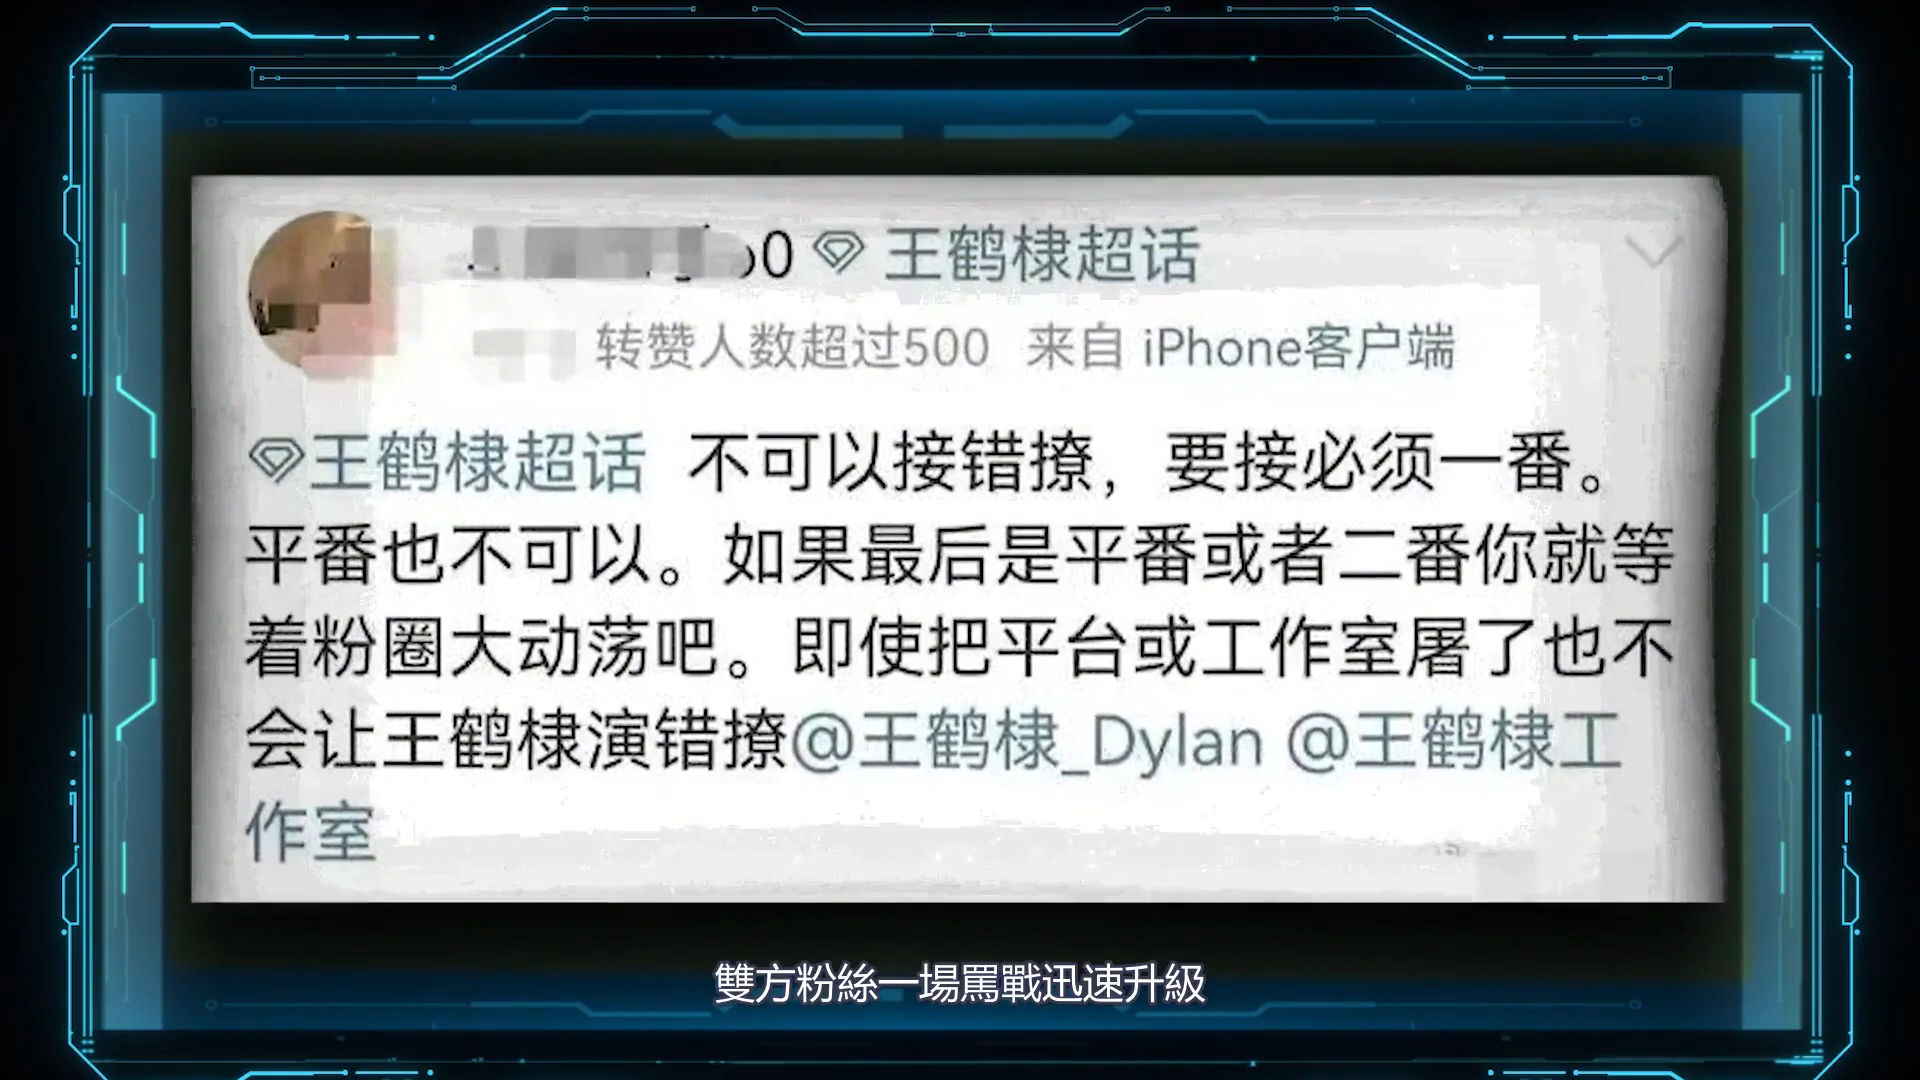 王鹤棣超话
转赞人数超过500 来自 iPhone客户端
王鹤棣超话 不可以接错撩，要接必须一番。
平番也不可以。如果最后是平番或者二番你就等
着粉圈大动荡吧。即使把平台或工作室屠了也不
会让王鹤棣演错撩@王鹤棣_Dylan @王鹤棣工
作室
雙方粉絲一場罵戰迅速升級